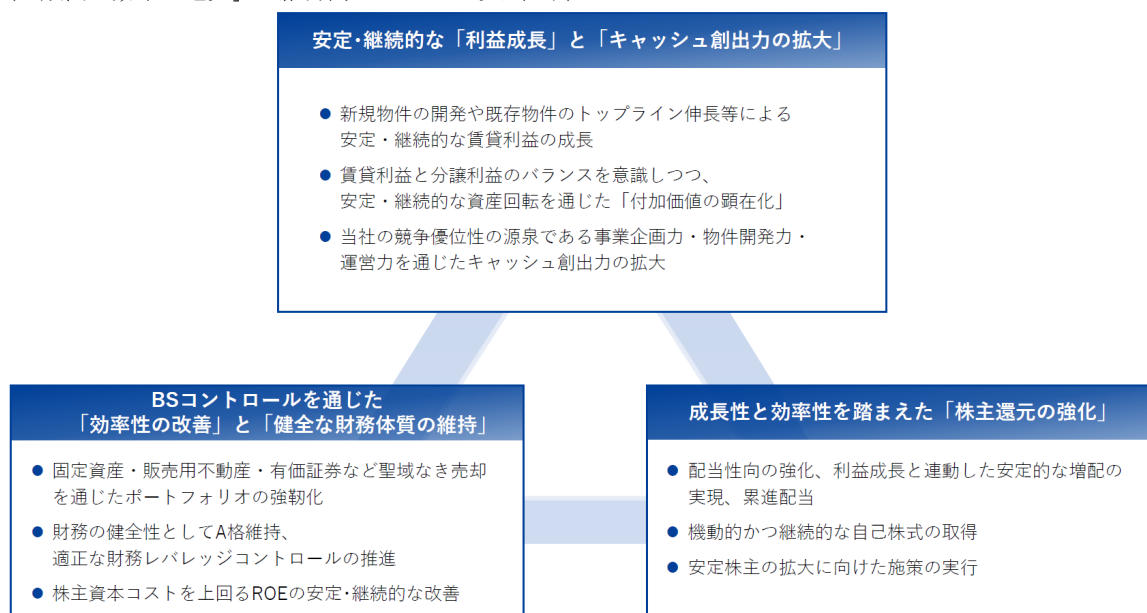 安定･継続的な「利益成長」と「キャッシュ創出力の拡大」
● 新規物件の開発や既存物件のトップライン伸長等による
安定・継続的な賃貸利益の成長
● 賃貸利益と分譲利益のバランスを意識しつつ、
安定・継続的な資産回転を通じた「付加価値の顕在化」
● 当社の競争優位性の源泉である事業企画力・物件開発力・
運営力を通じたキャッシュ創出力の拡大
BSコントロールを通じた
「効率性の改善」と「健全な財務体質の維持」
● 固定資産・販売用不動産・有価証券など聖域なき売却
を通じたポートフォリオの強靭化
● 財務の健全性としてA格維持、
適正な財務レバレッジコントロールの推進
● 株主資本コストを上回るROEの安定･継続的な改善
成長性と効率性を踏まえた「株主還元の強化」
● 配当性向の強化、利益成長と連動した安定的な増配の
実現、累進配当
● 機動的かつ継続的な自己株式の取得
● 安定株主の拡大に向けた施策の実行